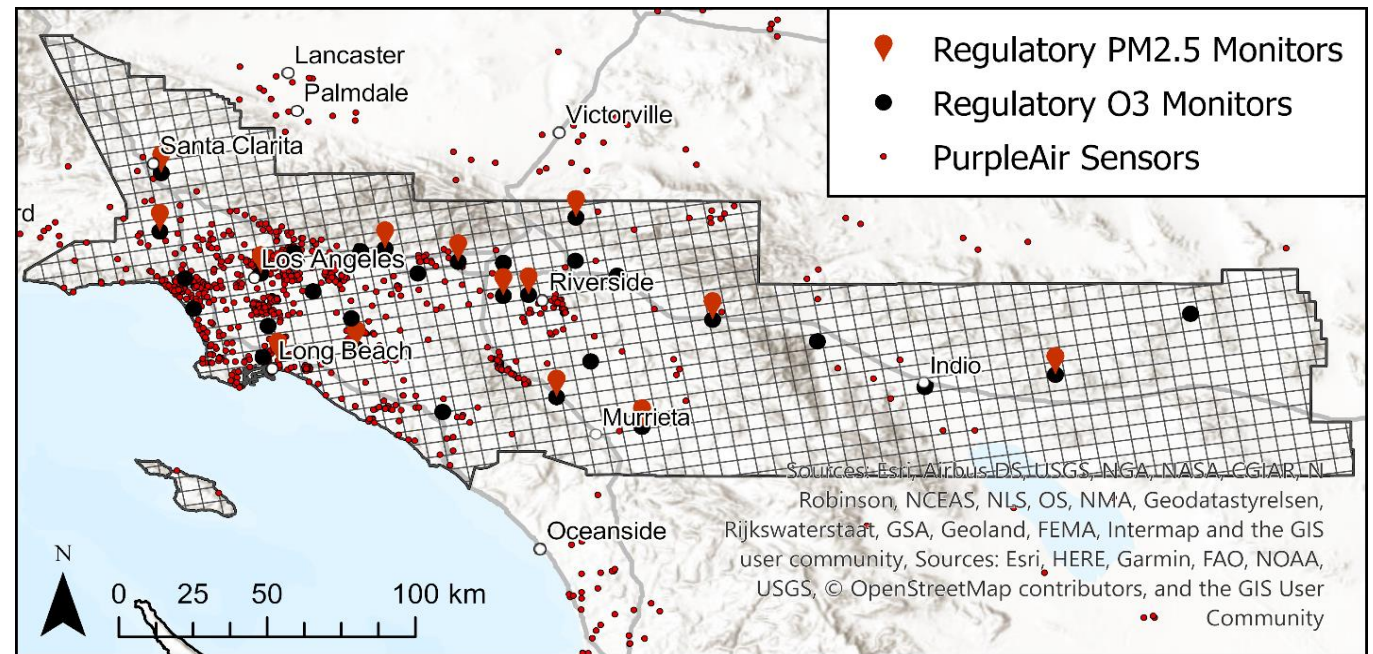 Regulatory PM2.5 Monitors
Regulatory O3 Monitors
PurpleAir Sensors
Lancaster
Palmdale
Victorville
Santa Clarita
rd
Los Angeles
Riverside
Long Beach
Indio
Murrieta
Oceanside
Sources: Esri, Airbus DS, USGS, NGA, NASA, CGIAR, N
Robinson, NCEAS, NLS, OS, NMA, Geodatastyrelsen,
Rijkswaterstaat, GSA, Geoland, FEMA, Intermap and the GIS
user community, Sources: Esri, HERE, Garmin, FAO, NOAA,
USGS, © OpenStreetMap contributors, and the GIS User
Community
N
0 25 50 100 km